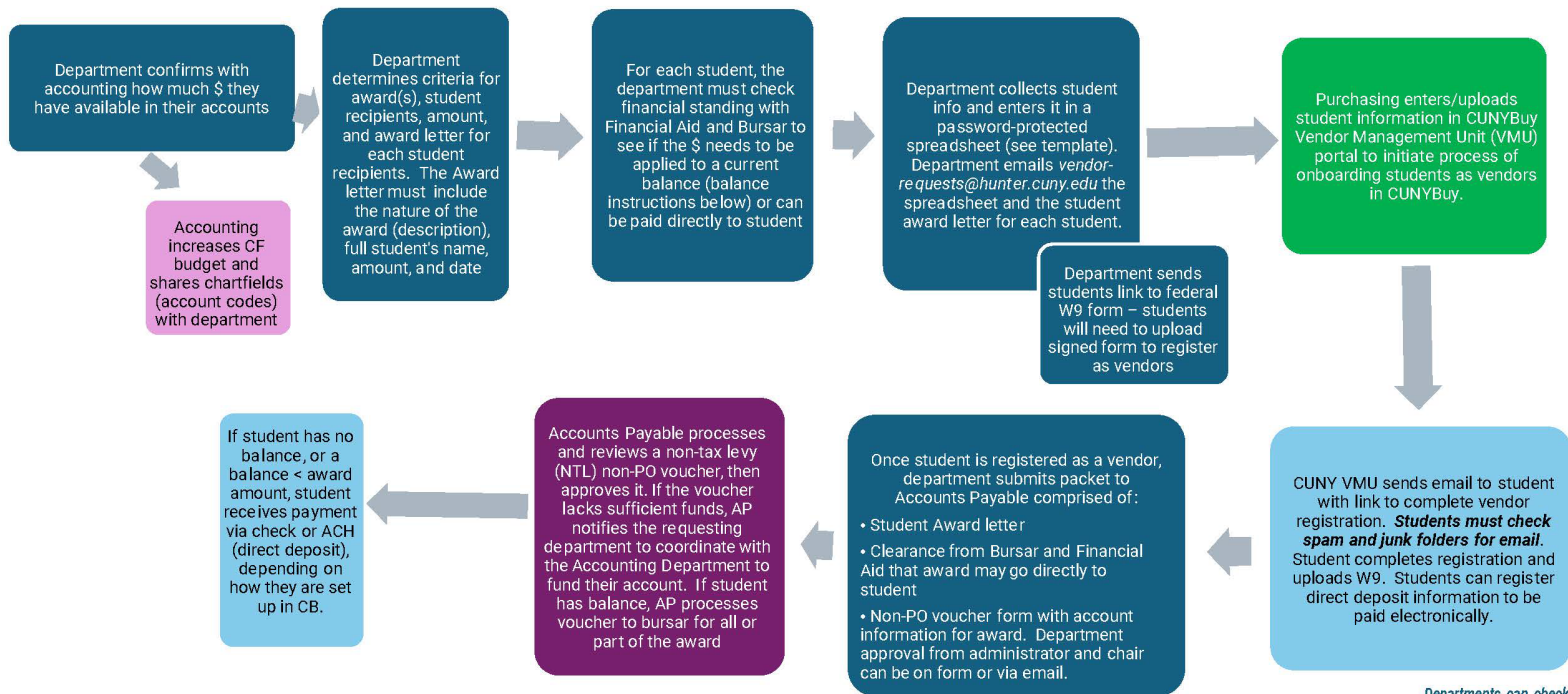 Department confirms with
accounting how much $ they
have available in their accounts
Accounting
increases CF
budget and
shares chartfields
(account codes)
with department
Department
determines criteria for
award(s), student
recipients, amount,
and award letter for
each student
recipients. The Award
letter must include
the nature of the
award (description),
full student's name,
amount, and date
For each student, the
department must check
financial standing with
Financial Aid and Bursar to
see if the $ needs to be
applied to a current
balance (balance
instructions below) or can
be paid directly to student
Department collects student
info and enters it in a
password-protected
spreadsheet (see template).
Department emails vendor-
requests@hunter.cuny.edu the
spreadsheet and the student
award letter for each student.
Department sends
students link to federal
W9 form – students
will need to upload
signed form to register
as vendors
Purchasing enters/uploads
student information in CUNYBuy
Vendor Management Unit (VMU)
portal to initiate process of
onboarding students as vendors
in CUNYBuy.
CUNY VMU sends email to student
with link to complete vendor
registration. Students must check
spam and junk folders for email.
Student completes registration and
uploads W9. Students can register
direct deposit information to be
paid electronically.
Once student is registered as a vendor,
department submits packet to
Accounts Payable comprised of:
• Student Award letter
• Clearance from Bursar and Financial
Aid that award may go directly to
student
• Non-PO voucher form with account
information for award. Department
approval from administrator and chair
can be on form or via email.
Accounts Payable processes
and reviews a non-tax levy
(NTL) non-PO voucher, then
approves it. If the voucher
lacks sufficient funds, AP
notifies the requesting
department to coordinate with
the Accounting Department to
fund their account. If student
has balance, AP processes
voucher to bursar for all or
part of the award
If student has no
balance, or a
balance < award
amount, student
receives payment
via check or ACH
(direct deposit),
depending on
how they are set
up in CB.
Departments can check